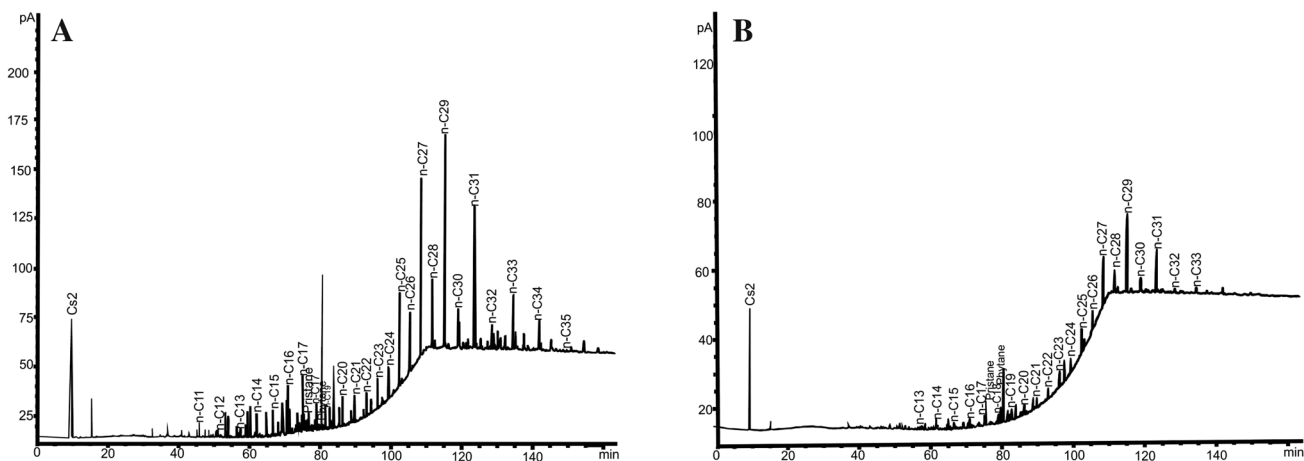 A
pA
200
175
150
125
100
75
50
25
0 20 40 60 80 100 120 140 min
Cs2
n-C11
n-C12
n-C13
n-C14
n-C15
n-C16
n-C17
Pristane
n-C17
n-C19
n-C20
n-C21
n-C22
n-C23
n-C24
n-C25
n-C26
n-C27
n-C28
n-C29
n-C30
n-C31
n-C32
n-C33
n-C34
n-C35
B
pA
120
100
80
60
40
20
0 20 40 60 80 100 120 140 min
Cs2
n-C13
n-C14
n-C15
n-C16
n-C17
Pristane
n-C18
Phytane
n-C19
n-C20
n-C21
n-C22
n-C23
n-C24
n-C25
n-C26
n-C27
n-C28
n-C29
n-C30
n-C31
n-C32
n-C33